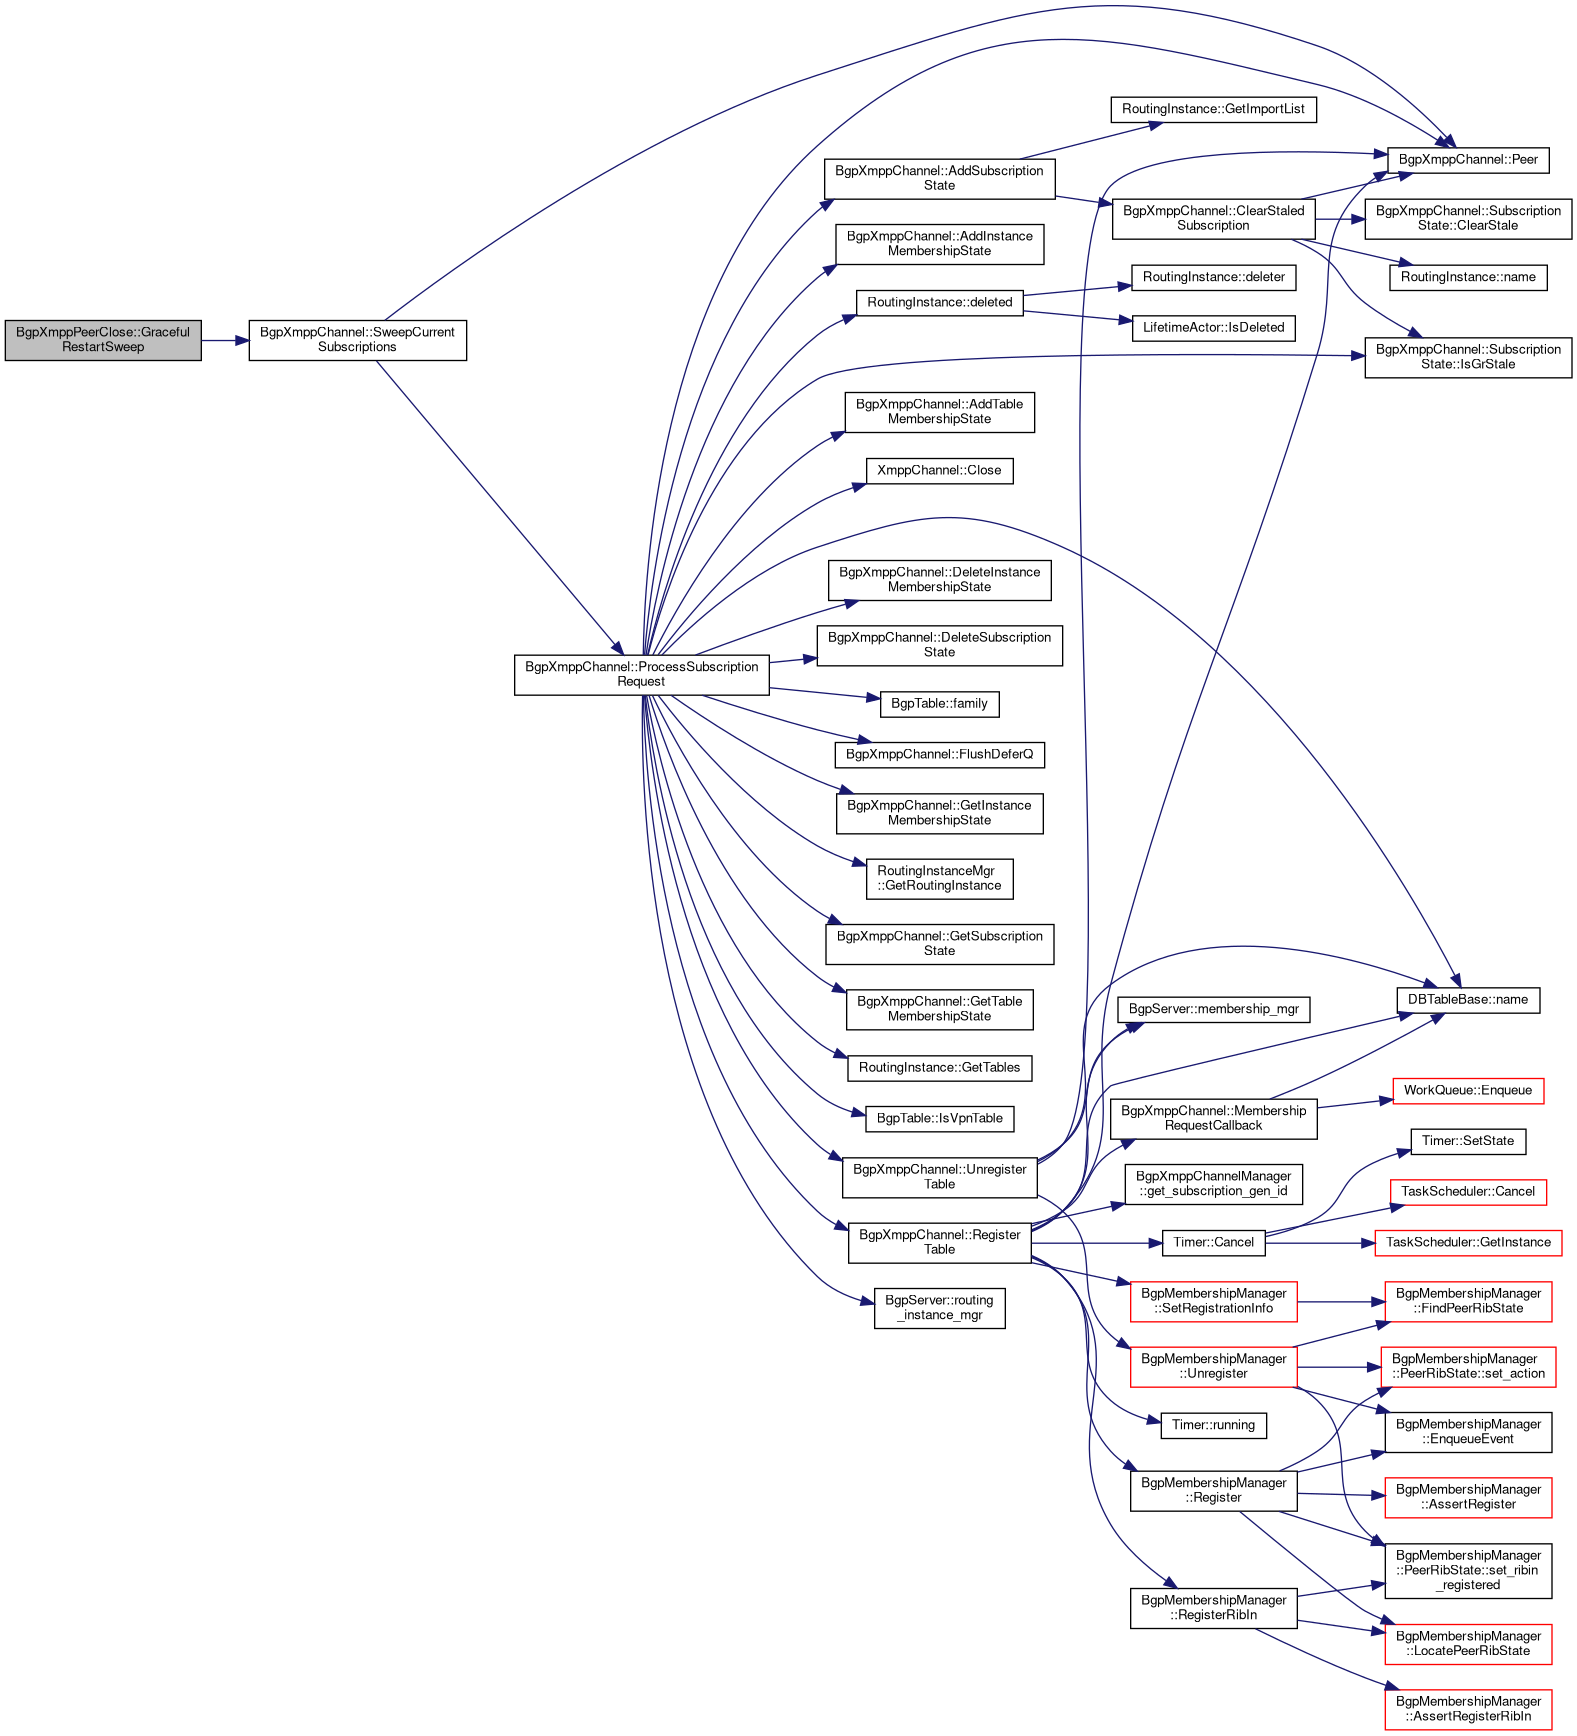 BgpXmppPeerClose::Graceful
RestartSweep
BgpXmppChannel::SweepCurrent
Subscriptions
BgpXmppChannel::ProcessSubscription
Request
BgpXmppChannel::AddSubscription
State
BgpXmppChannel::AddInstance
MembershipState
RoutingInstance::deleted
BgpXmppChannel::AddTable
MembershipState
XmppChannel::Close
BgpXmppChannel::DeleteInstance
MembershipState
BgpXmppChannel::DeleteSubscription
State
BgpTable::family
BgpXmppChannel::FlushDeferQ
BgpXmppChannel::GetInstance
MembershipState
RoutingInstanceMgr
::GetRoutingInstance
BgpXmppChannel::GetSubscription
State
BgpXmppChannel::GetTable
MembershipState
RoutingInstance::GetTables
BgpTable::IsVpnTable
BgpXmppChannel::Unregister
Table
BgpXmppChannel::Register
Table
BgpServer::routing
_instance_mgr
RoutingInstance::GetImportList
BgpXmppChannel::ClearStaled
Subscription
RoutingInstance::deleter
LifetimeActor::IsDeleted
BgpServer::membership_mgr
BgpXmppChannel::Membership
RequestCallback
BgpXmppChannelManager
::get_subscription_gen_id
Timer::Cancel
BgpMembershipManager
::SetRegistrationInfo
BgpMembershipManager
::Unregister
Timer::running
BgpMembershipManager
::Register
BgpMembershipManager
::RegisterRibIn
BgpXmppChannel::Peer
BgpXmppChannel::Subscription
State::ClearStale
RoutingInstance::name
BgpXmppChannel::Subscription
State::IsGrStale
DBTableBase::name
WorkQueue::Enqueue
Timer::SetState
TaskScheduler::Cancel
TaskScheduler::GetInstance
BgpMembershipManager
::FindPeerRibState
BgpMembershipManager
::PeerRibState::set_action
BgpMembershipManager
::EnqueueEvent
BgpMembershipManager
::AssertRegister
BgpMembershipManager
::PeerRibState::set_ribin
_registered
BgpMembershipManager
::LocatePeerRibState
BgpMembershipManager
::AssertRegisterRibIn